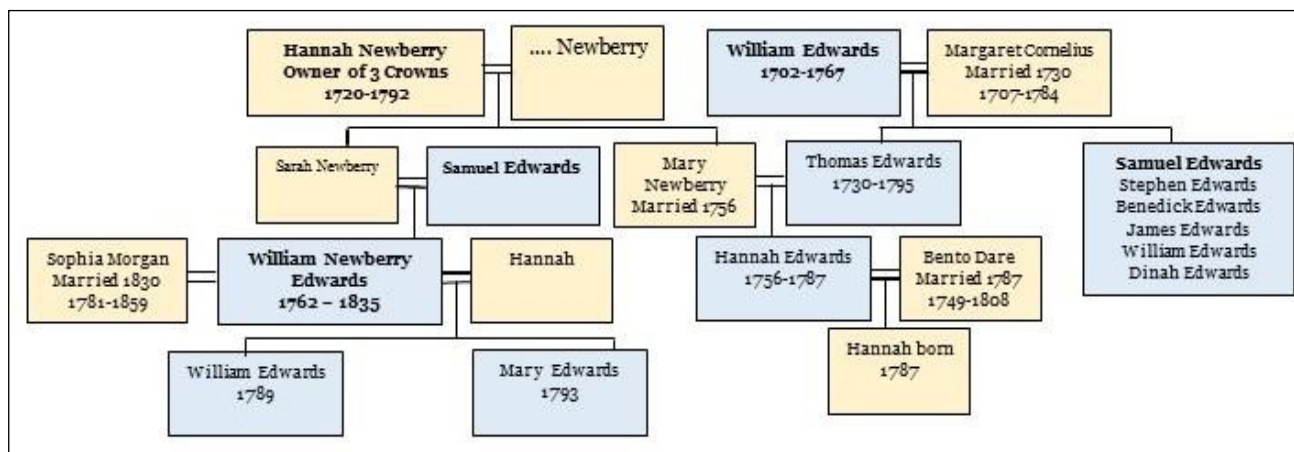 Hannah Newberry
Owner of 3 Crowns
1720-1792
.... Newberry
William Edwards
1702-1767
Margaret Cornelius
Married 1730
1707-1784
Sarah Newberry
Samuel Edwards
Mary
Newberry
Married 1756
Thomas Edwards
1730-1795
Samuel Edwards
Stephen Edwards
Benedick Edwards
James Edwards
William Edwards
Dinah Edwards
Sophia Morgan
Married 1830
1781-1859
William Newberry
Edwards
1762 – 1835
Hannah
Hannah Edwards
1756-1787
Bento Dare
Married 1787
1749-1808
William Edwards
1789
Mary Edwards
1793
Hannah born
1787